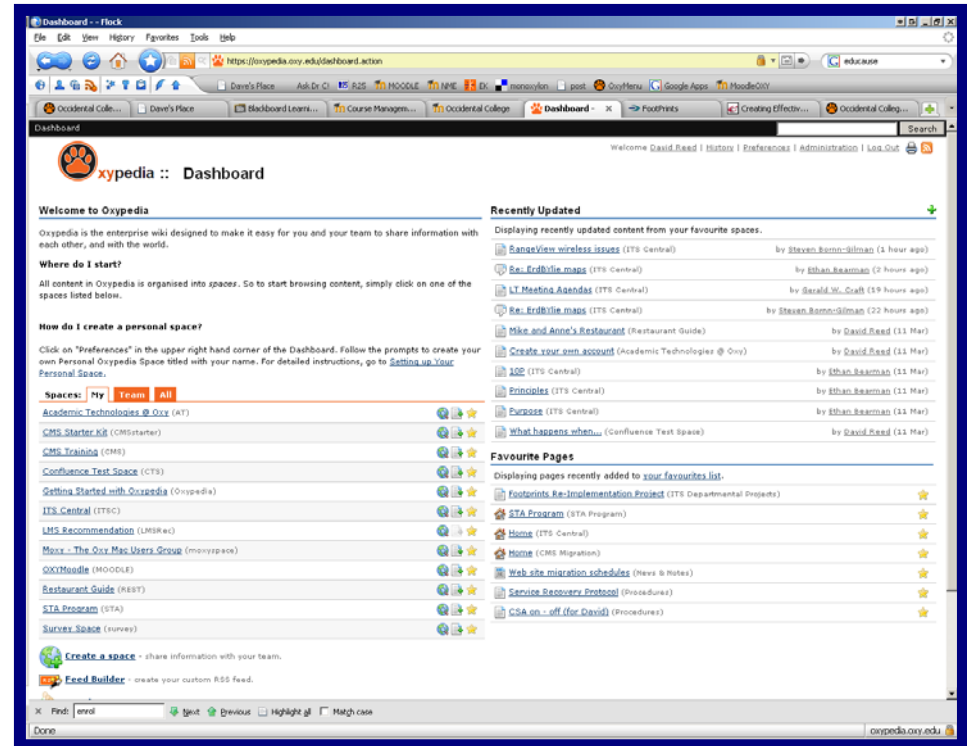 Dashboard - - Flock
File Edit View History Favorites Tools Help
https://oxypedia.oxy.edu/dashboard.action
educause
Dave's Place Ask Dr Ci R25 MOODLE NME EK monoxylon post OxyMenu Google Apps MoodleOXY
Occidental Colle... Dave's Place Blackboard Learni... Course Managem... Occidental College Dashboard - FootPrints Creating Effectiv... Occidental Colleg...
Dashboard Search
Welcome David Reed | History | Preferences | Administration | Log Out
xypedia :: Dashboard
Welcome to Oxypedia
Oxypedia is the enterprise wiki designed to make it easy for you and your team to share information with
each other, and with the world.
Where do I start?
All content in Oxypedia is organised into spaces. So to start browsing content, simply click on one of the
spaces listed below.
How do I create a personal space?
Click on "Preferences" in the upper right hand corner of the Dashboard. Follow the prompts to create your
own Personal Oxypedia Space titled with your name. For detailed instructions, go to Setting up Your
Personal Space.
Spaces: My Team All
Academic Technologies @ Oxy (AT)
CMS Starter Kit (CMSstarter)
CMS Training (CMS)
Confluence Test Space (CTS)
Getting Started with Oxypedia (Oxypedia)
ITS Central (ITSC)
LMS Recommendation (LMSRec)
Moxy - The Oxy Mac Users Group (moxyspace)
OXYMoodle (MOODLE)
Restaurant Guide (REST)
STA Program (STA)
Survey Space (survey)
Create a space - share information with your team.
Feed Builder - create your custom RSS feed.
Recently Updated
Displaying recently updated content from your favourite spaces.
RangeView wireless issues (ITS Central) by Steven Bornn-Gilman (1 hour ago)
Re: ErdBYlie maps (ITS Central) by Ethan Bearman (2 hours ago)
LT Meeting Agendas (ITS Central) by Gerald W. Craft (19 hours ago)
Re: ErdBYlie maps (ITS Central) by Steven Bornn-Gilman (22 hours ago)
Mike and Anne's Restaurant (Restaurant Guide) by David Reed (11 Mar)
Create your own account (Academic Technologies @ Oxy) by David Reed (11 Mar)
10P (ITS Central) by Ethan Bearman (11 Mar)
Principles (ITS Central) by Ethan Bearman (11 Mar)
Purpose (ITS Central) by Ethan Bearman (11 Mar)
What happens when... (Confluence Test Space) by David Reed (11 Mar)
Favourite Pages
Displaying pages recently added to your favourites list.
Footprints Re-Implementation Project (ITS Departmental Projects)
STA Program (STA Program)
Home (ITS Central)
Home (CMS Migration)
Web site migration schedules (News & Notes)
Service Recovery Protocol (Procedures)
CSA on - off (for David) (Procedures)
Find: enrol Next Previous Highlight all Match case
Done oxypedia.oxy.edu